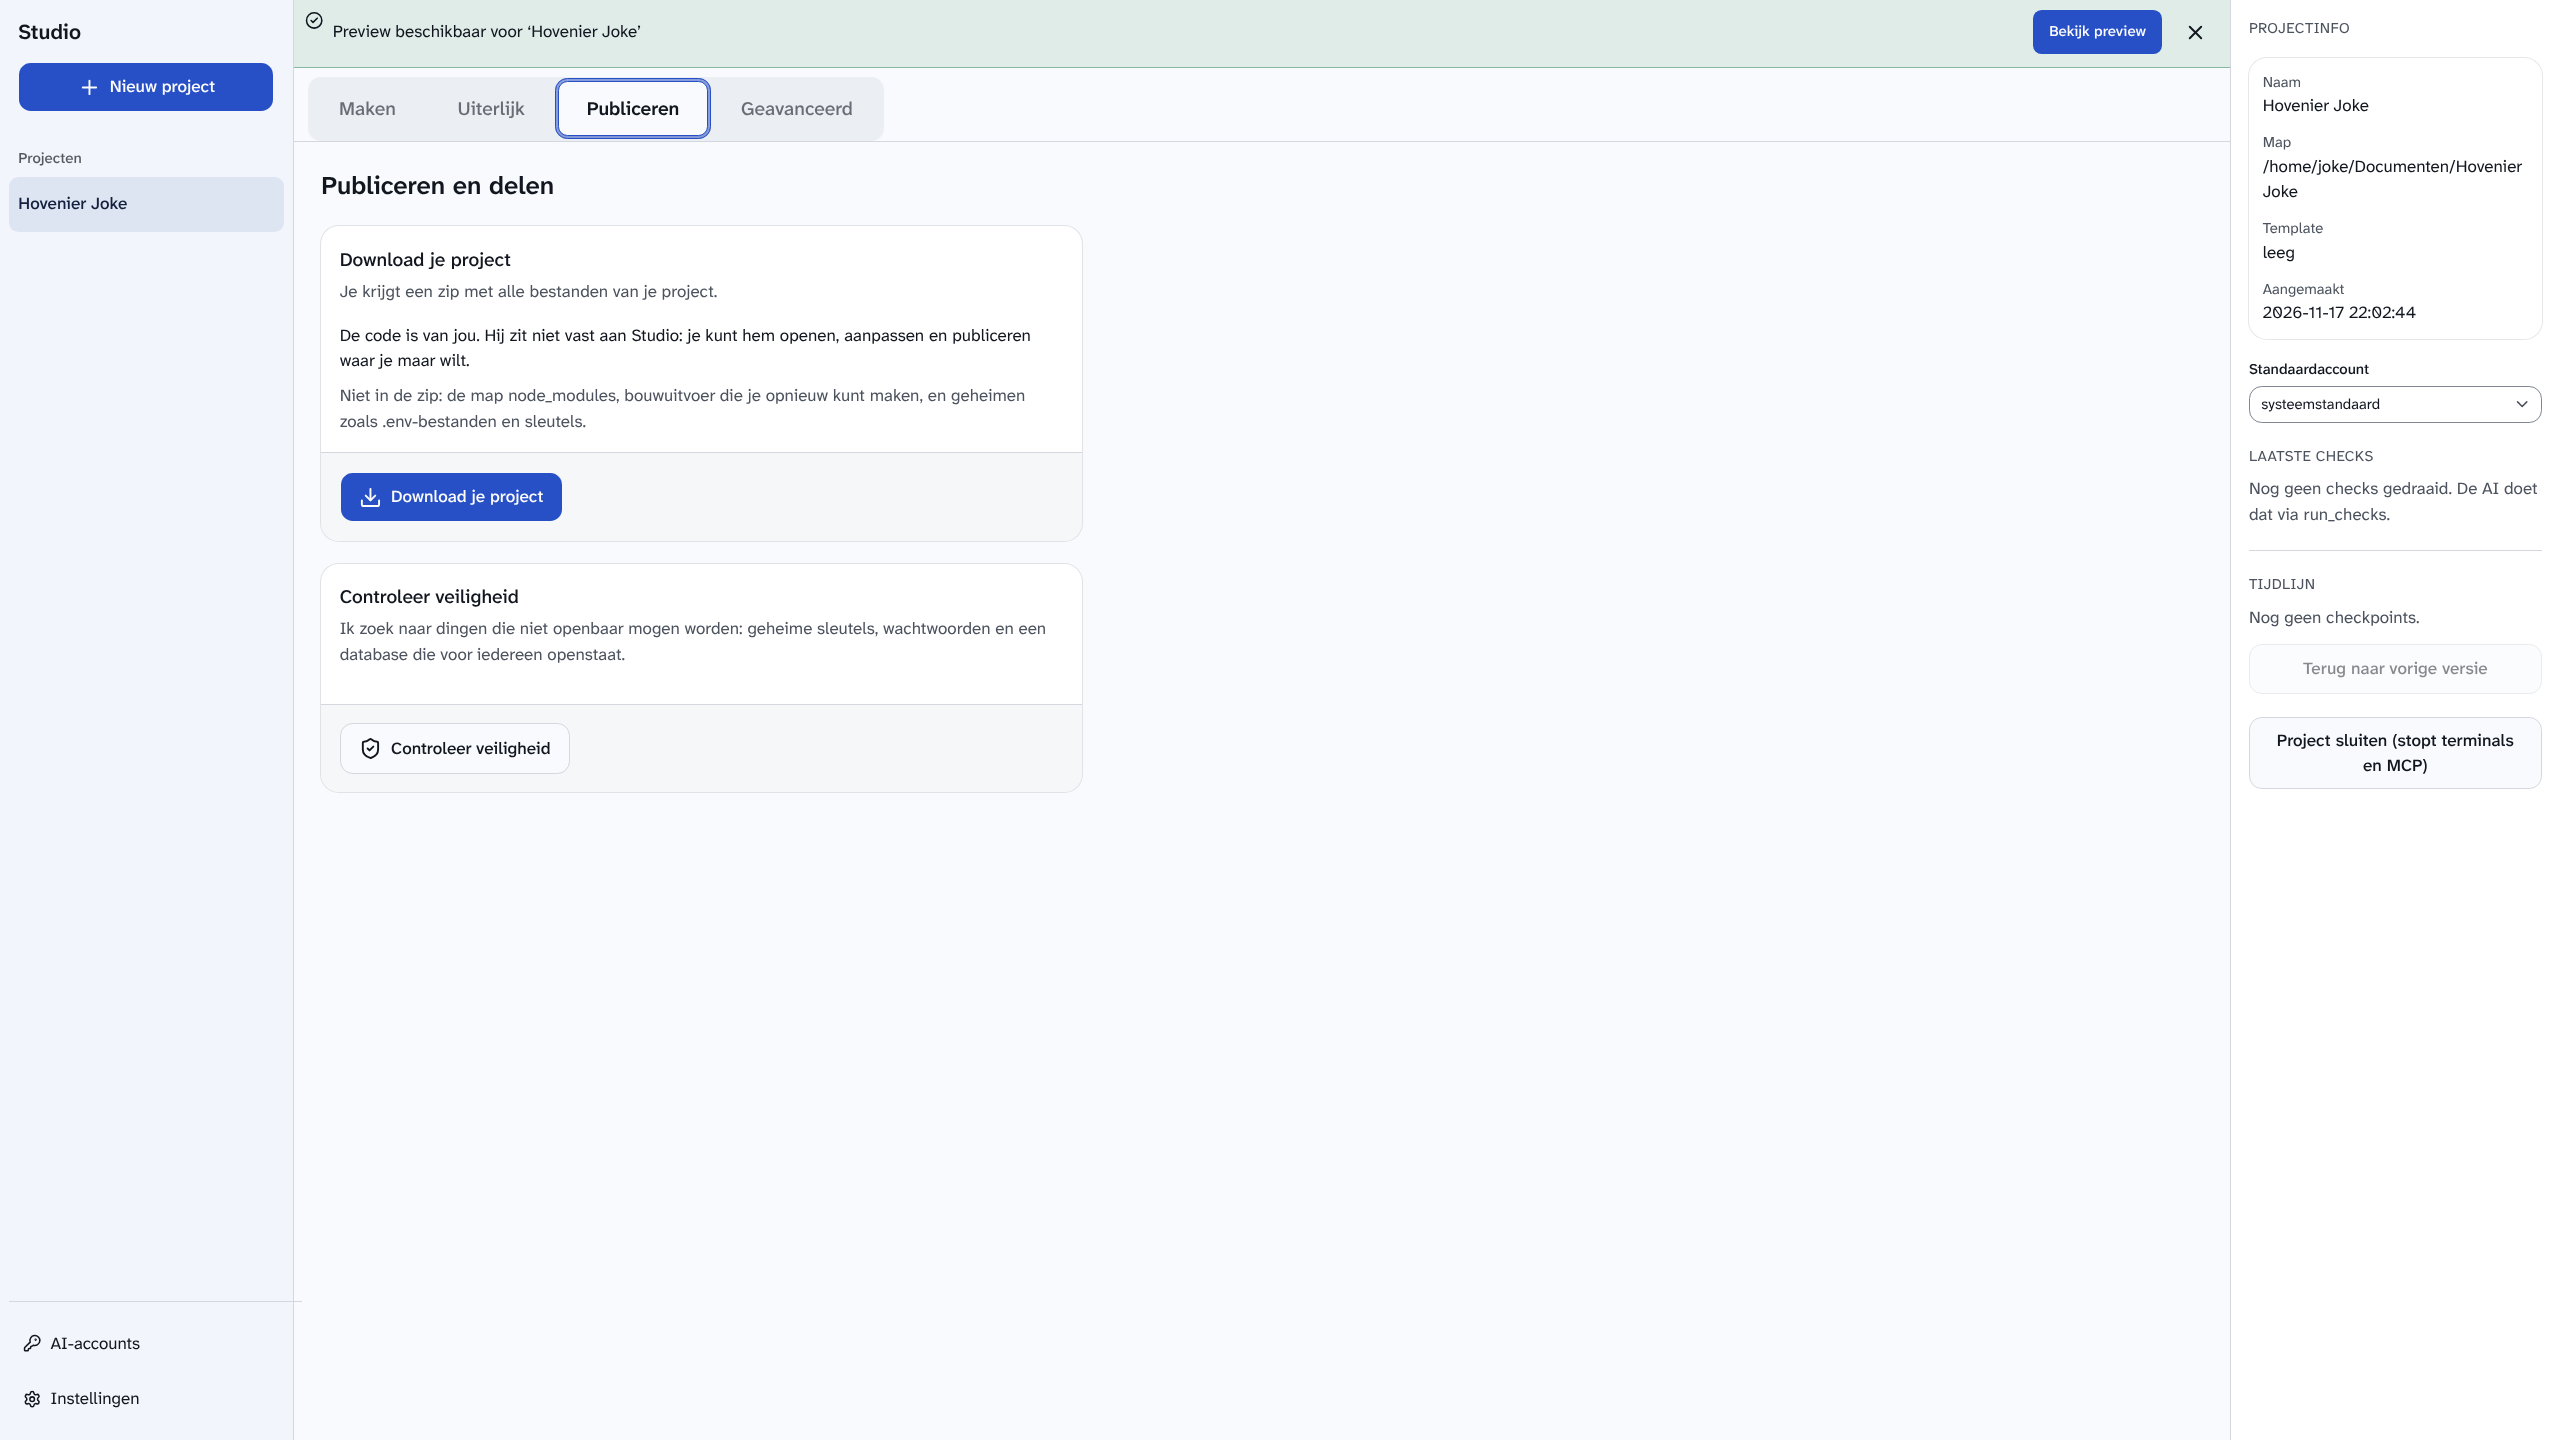 Studio
Nieuw project
Projecten
Hovenier Joke
AI-accounts
Instellingen
Preview beschikbaar voor ‘Hovenier Joke’
Bekijk preview
Maken
Uiterlijk
Publiceren
Geavanceerd
Publiceren en delen
Download je project
Je krijgt een zip met alle bestanden van je project.
De code is van jou. Hij zit niet vast aan Studio: je kunt hem openen, aanpassen en publiceren
waar je maar wilt.
Niet in de zip: de map node_modules, bouwuitvoer die je opnieuw kunt maken, en geheimen
zoals .env-bestanden en sleutels.
Download je project
Controleer veiligheid
Ik zoek naar dingen die niet openbaar mogen worden: geheime sleutels, wachtwoorden en een
database die voor iedereen openstaat.
Controleer veiligheid
PROJECTINFO
Naam
Hovenier Joke
Map
/home/joke/Documenten/Hovenier
Joke
Template
leeg
Aangemaakt
2026-11-17 22:02:44
Standaardaccount
systeemstandaard
LAATSTE CHECKS
Nog geen checks gedraaid. De AI doet
dat via run_checks.
TIJDLIJN
Nog geen checkpoints.
Terug naar vorige versie
Project sluiten (stopt terminals
en MCP)